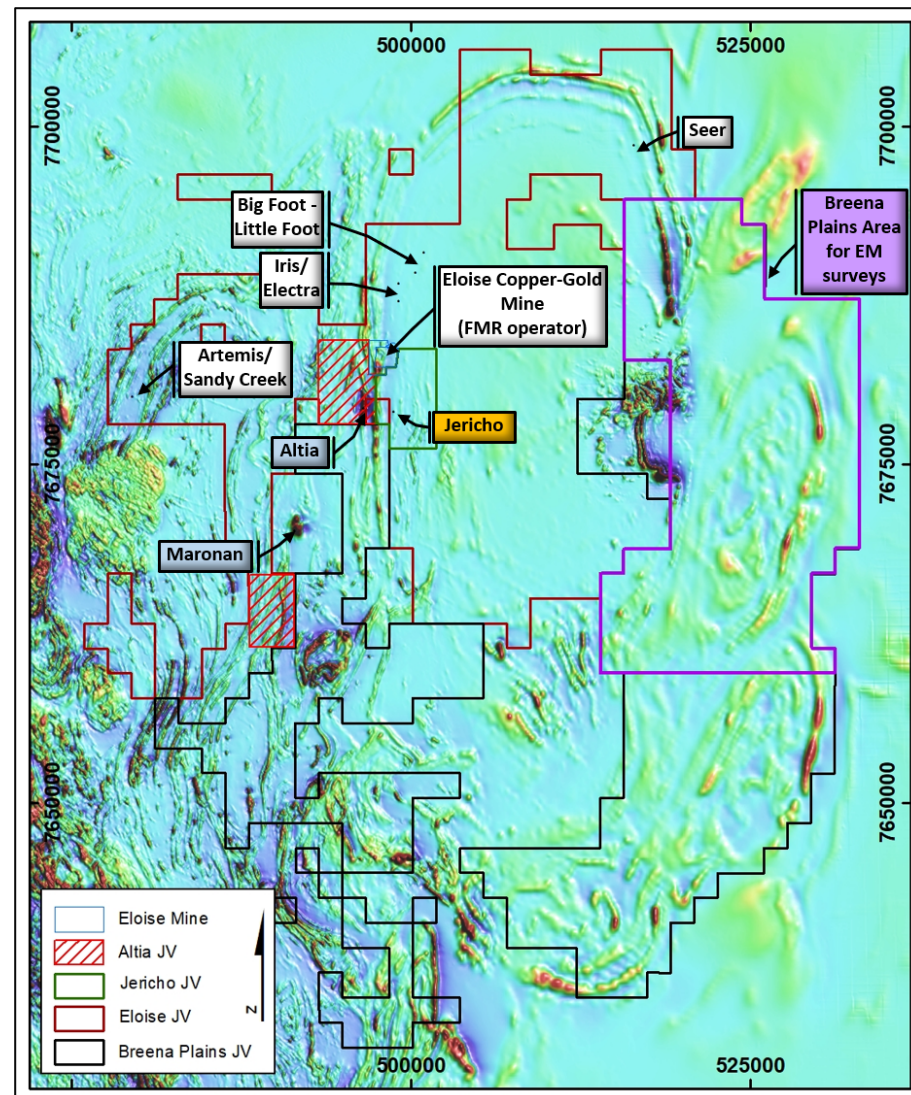 500000
525000
7700000
7700000
Seer
Big Foot -
Little Foot
Breena
Plains Area
for EM
surveys
Iris/
Electra
Eloise Copper-Gold
Mine
(FMR operator)
Artemis/
Sandy Creek
Jericho
Altia
7675000
7675000
Maronan
7650000
7650000
Eloise Mine
Altia JV
Jericho JV
Eloise JV
Breena Plains JV
N
500000
525000